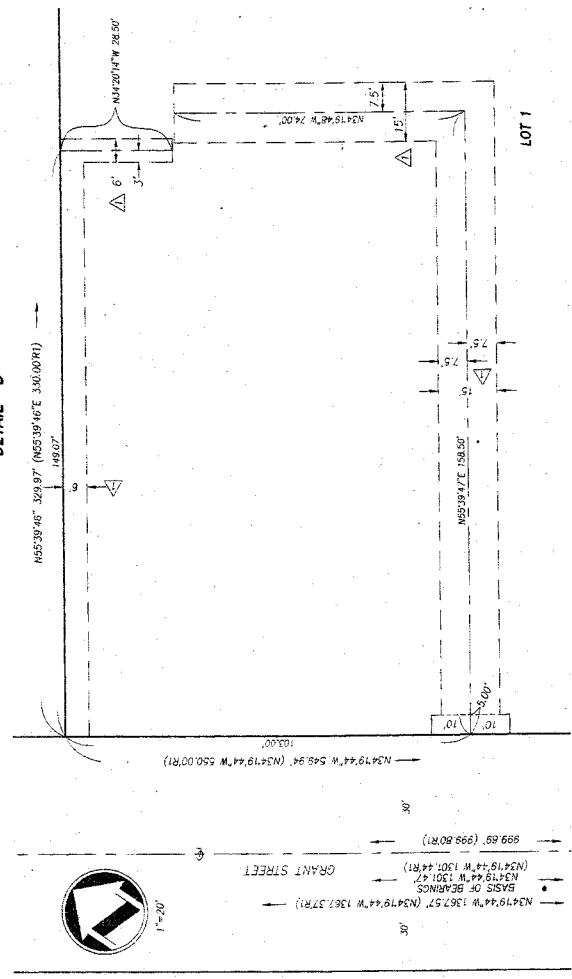 N55°39'46" 329.97' (N55°39'46"E 330.00'R1)
149.07'
N34°20'14"W 28.50'
6'
1
6'
3'
1
N34°19'48"W 74.00'
7.5'
15'
1
LOT 1
7.5'
7.5'
15'
1
N55°39'47"E 158.50'
5.00'
10'
10'
103.00'
N34°19'44"W 549.94' (N34°19'44"W 550.00'R1)
30'
999.69' (999.80'R1)
GRANT STREET
(N34°19'44"W 1301.44'R1)
N34°19'44"W 1301.47'
BASIS OF BEARINGS
N34°19'44"W 1367.57' (N34°19'44"W 1367.37'R1)
30'
1"=20'